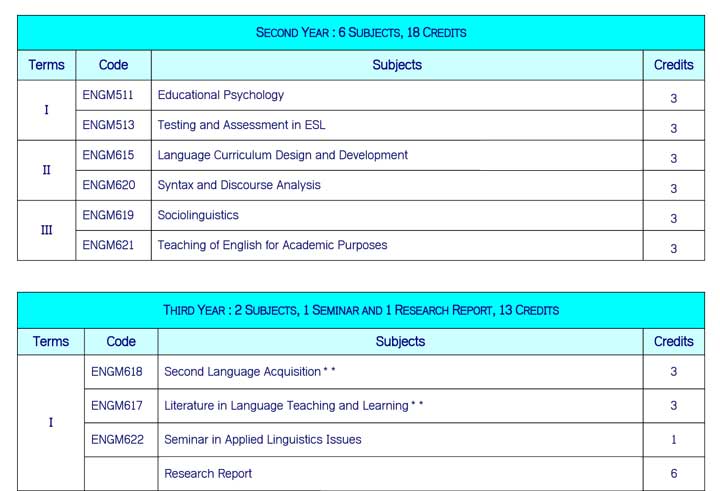 SECOND YEAR : 6 SUBJECTS, 18 CREDITS
Terms Code Subjects Credits
I ENGM511 Educational Psychology 3
ENGM513 Testing and Assessment in ESL 3
II ENGM615 Language Curriculum Design and Development 3
ENGM620 Syntax and Discourse Analysis 3
III ENGM619 Sociolinguistics 3
ENGM621 Teaching of English for Academic Purposes 3
THIRD YEAR : 2 SUBJECTS, 1 SEMINAR AND 1 RESEARCH REPORT, 13 CREDITS
Terms Code Subjects Credits
I ENGM618 Second Language Acquisition * * 3
ENGM617 Literature in Language Teaching and Learning * * 3
ENGM622 Seminar in Applied Linguistics Issues 1
Research Report 6